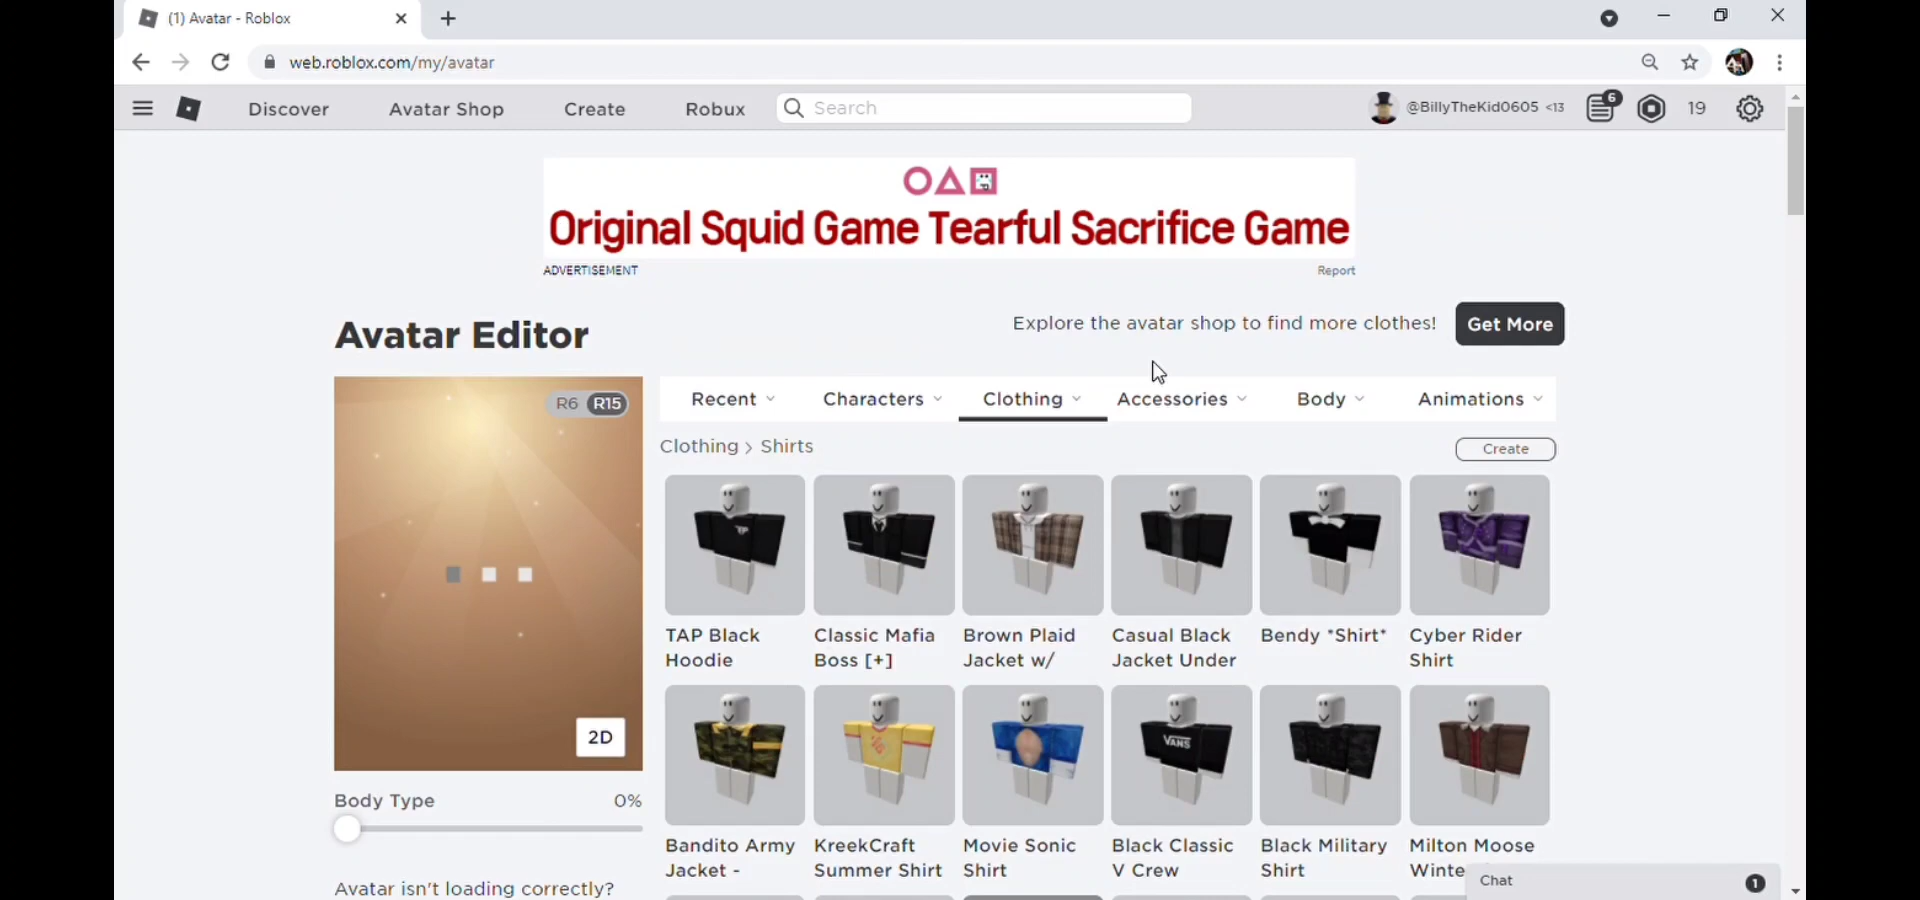 (1) Avatar - Roblox
web.roblox.com/my/avatar
Discover Avatar Shop Create Robux Search @BillyTheKid0605 <13 6 19
Original Squid Game Tearful Sacrifice Game
ADVERTISEMENT Report
Avatar Editor
Explore the avatar shop to find more clothes! Get More
R6 R15
2D
Body Type 0%
Avatar isn't loading correctly?
Recent Characters Clothing Accessories Body Animations
Clothing > Shirts Create
TAP Black
Hoodie
Classic Mafia
Boss [+]
Brown Plaid
Jacket w/
Casual Black
Jacket Under
Bendy *Shirt*
Cyber Rider
Shirt
VANS
Bandito Army
Jacket -
KreekCraft
Summer Shirt
Movie Sonic
Shirt
Black Classic
V Crew
Black Military
Shirt
Milton Moose
Chat 1